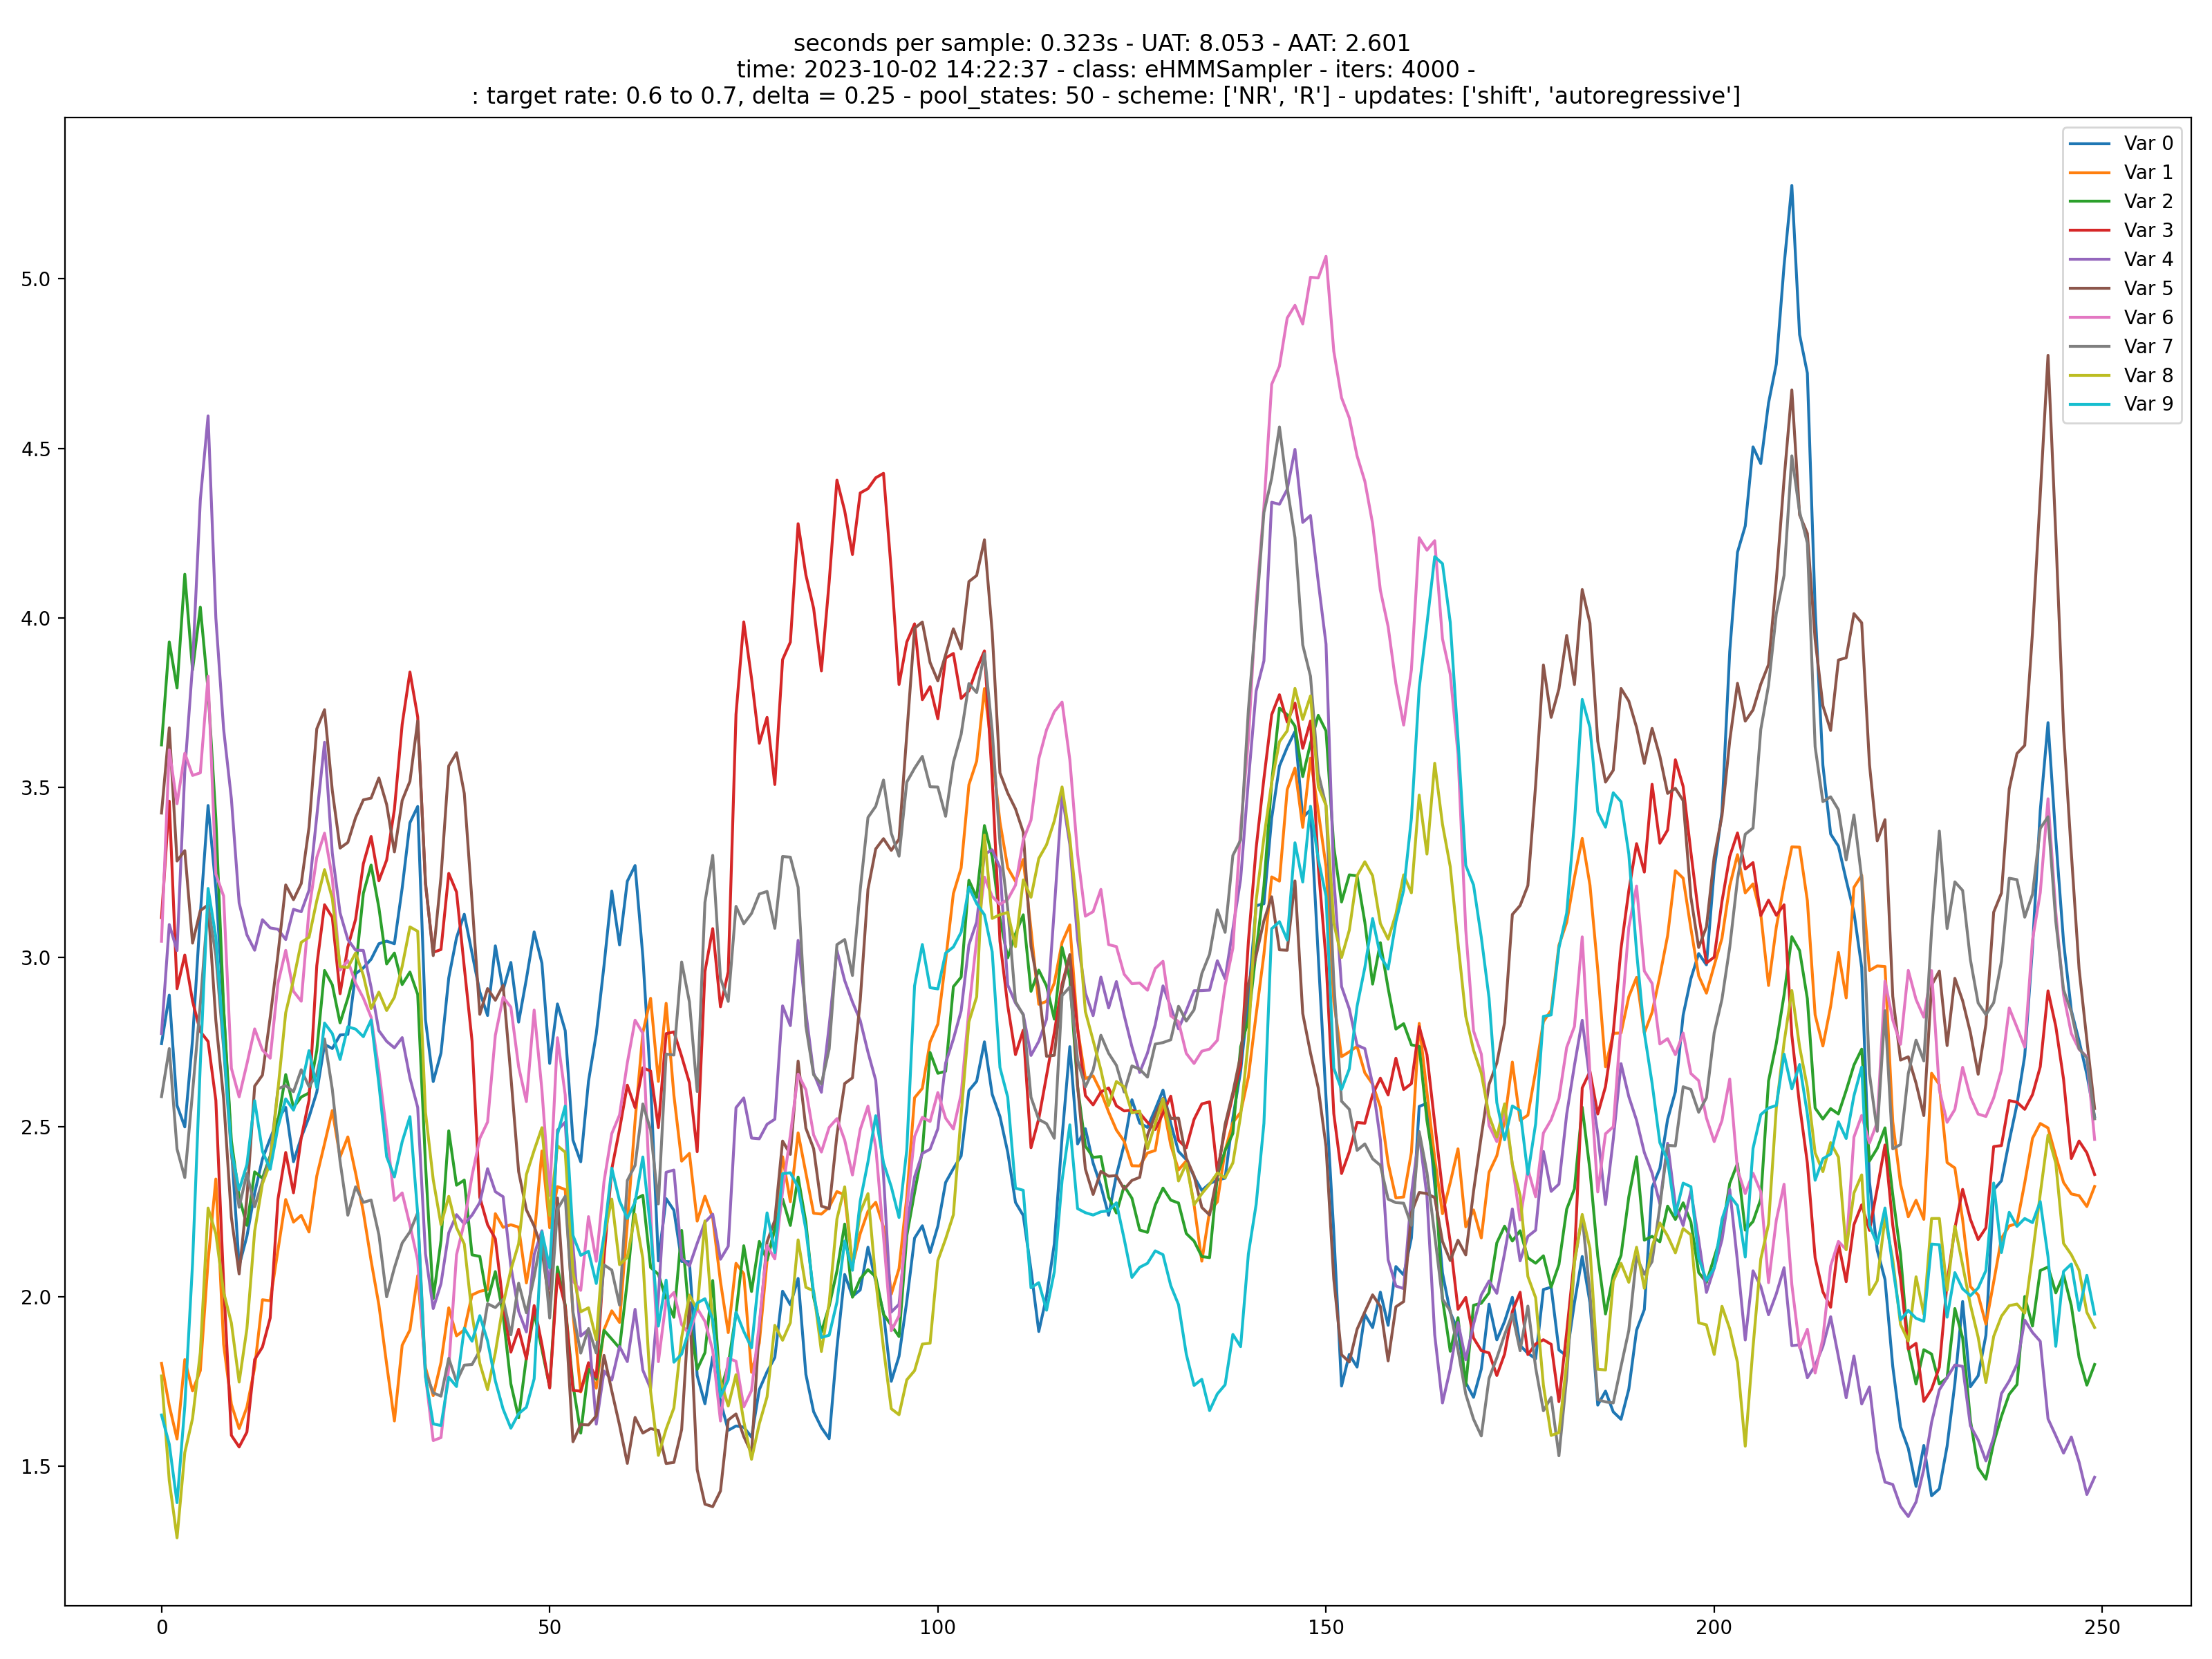 seconds per sample: 0.323s - UAT: 8.053 - AAT: 2.601
time: 2023-10-02 14:22:37 - class: eHMMSampler - iters: 4000 -
: target rate: 0.6 to 0.7, delta = 0.25 - pool_states: 50 - scheme: ['NR', 'R'] - updates: ['shift', 'autoregressive']
Var 0
Var 1
Var 2
Var 3
Var 4
Var 5
Var 6
Var 7
Var 8
Var 9
5.0
4.5
4.0
3.5
3.0
2.5
2.0
1.5
0 50 100 150 200 250